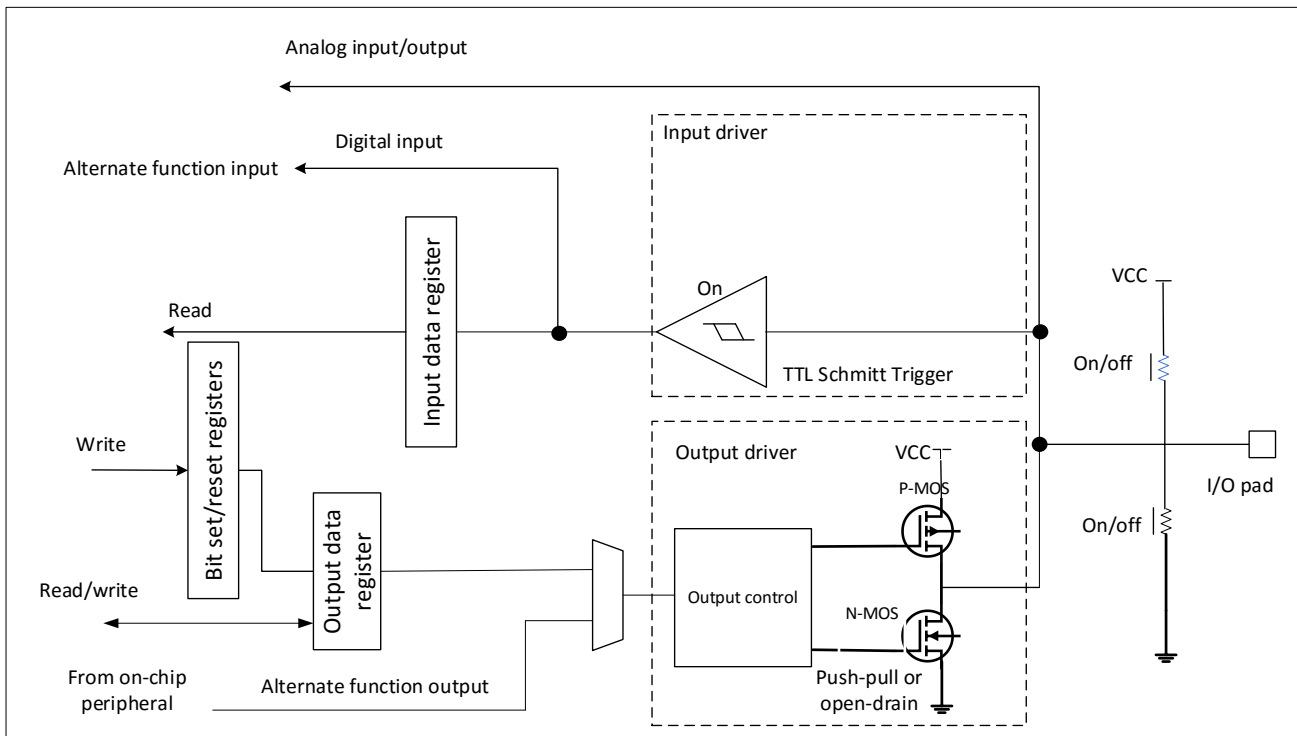 Analog input/output
Digital input
Alternate function input
Input driver
On
Input data register
Read
TTL Schmitt Trigger
VCC
On/off
Bit set/reset registers
Write
Output driver
VCC
P-MOS
I/O pad
On/off
Output data
register
Read/write
Output control
N-MOS
Push-pull or
open-drain
From on-chip
peripheral
Alternate function output